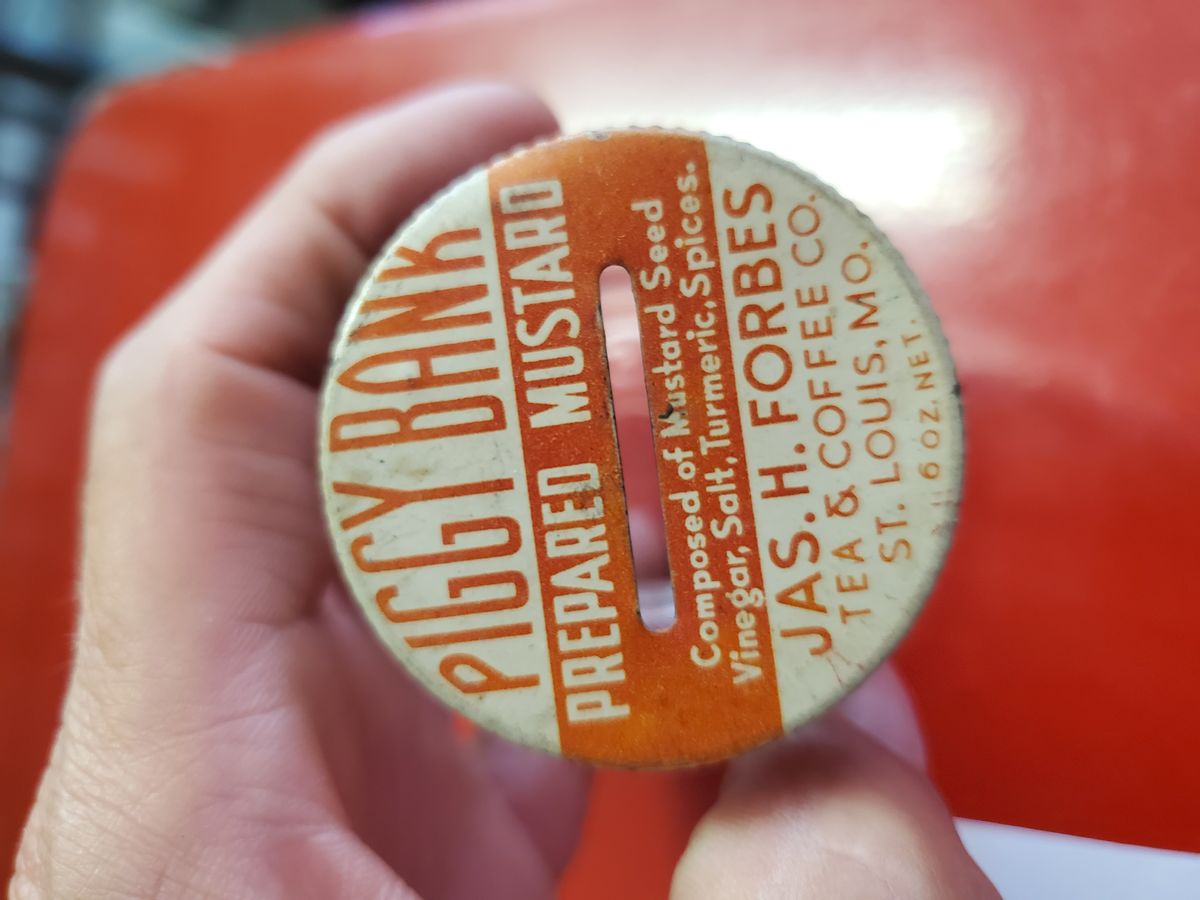 PIGGY BANK
PREPARED MUSTARD
Composed of Mustard Seed
Vinegar, Salt, Turmeric, Spices.
JAS. H. FORBES
TEA & COFFEE CO.
ST. LOUIS, MO.
6 OZ. NET.